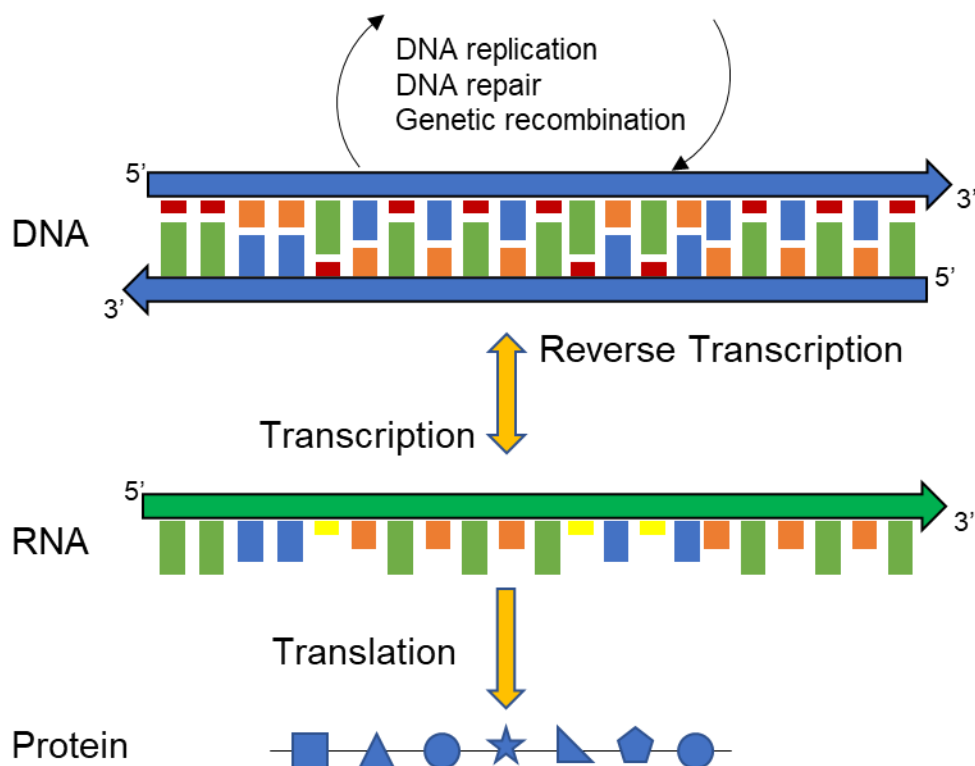 DNA replication
DNA repair
Genetic recombination
5’
3’
DNA
3’
5’
Reverse Transcription
Transcription
5’
3’
RNA
Translation
Protein